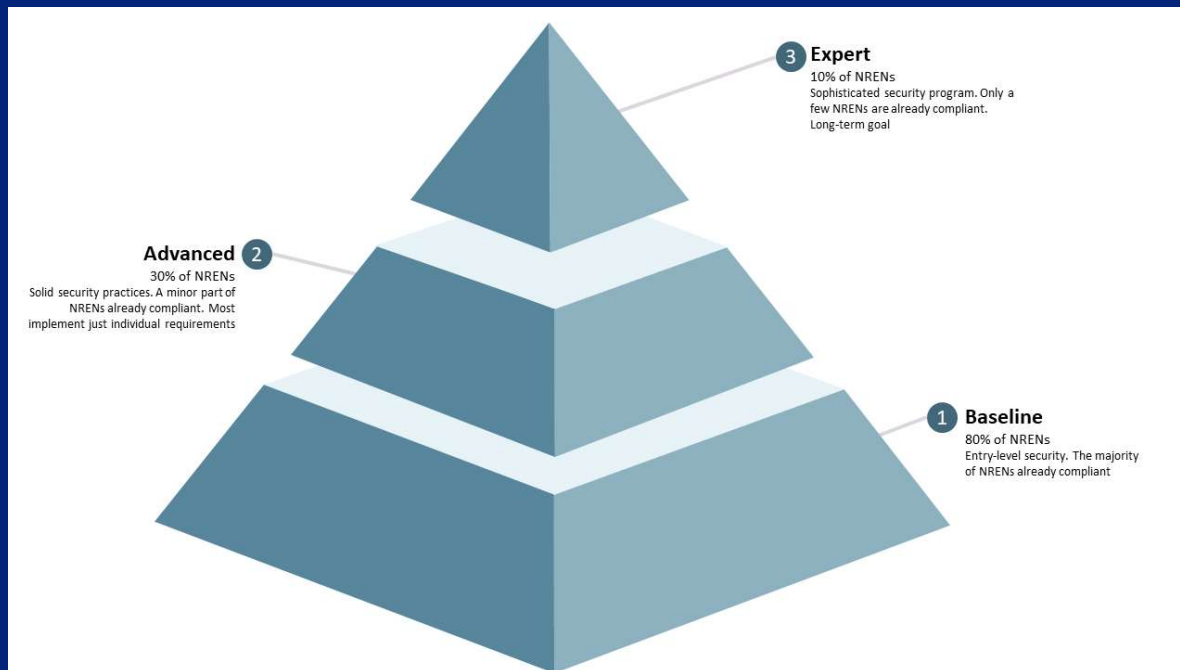 3 Expert
10% of NRENs
Sophisticated security program. Only a
few NRENs are already compliant.
Long-term goal
Advanced 2
30% of NRENs
Solid security practices. A minor part of
NRENs already compliant. Most
implement just individual requirements
1 Baseline
80% of NRENs
Entry-level security. The majority
of NRENs already compliant